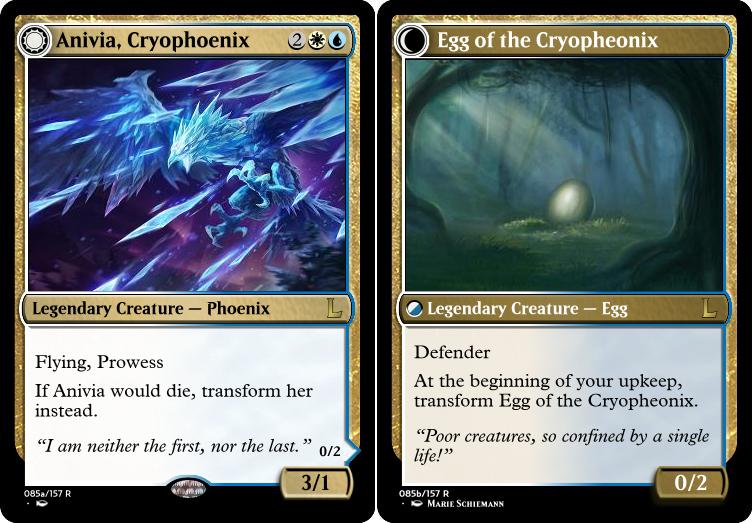 Anivia, Cryophoenix 2
Legendary Creature — Phoenix L
Flying, Prowess
If Anivia would die, transform her
instead.
“I am neither the first, nor the last.” 0/2
3/1
085a/157 R
Egg of the Cryopheonix
Legendary Creature — Egg L
Defender
At the beginning of your upkeep,
transform Egg of the Cryopheonix.
“Poor creatures, so confined by a single
life!”
0/2
085b/157 R
Marie Schiemann